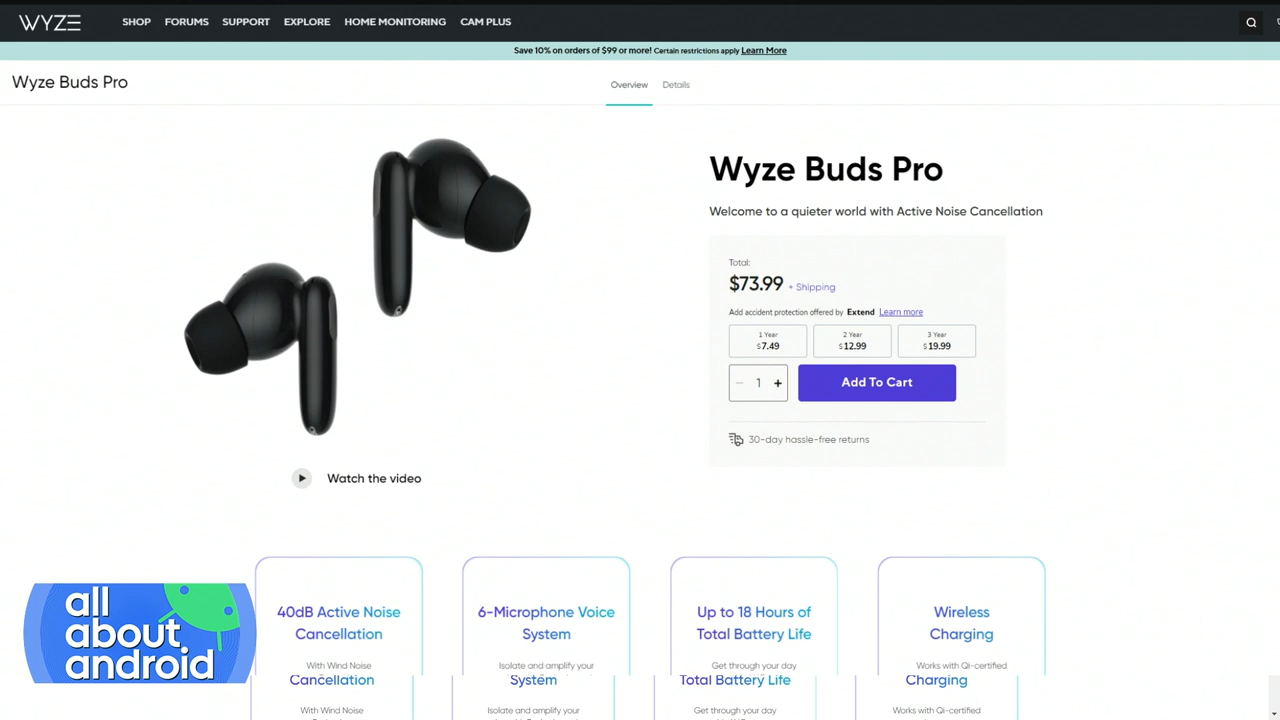 WYZE
SHOP FORUMS SUPPORT EXPLORE HOME MONITORING CAM PLUS
Save 10% on orders of $99 or more! Certain restrictions apply Learn More
Wyze Buds Pro
Overview Details
Wyze Buds Pro
Welcome to a quieter world with Active Noise Cancellation
Total:
$73.99 + Shipping
Add accident protection offered by Extend Learn more
1 Year
$7.49
2 Year
$12.99
3 Year
$19.99
1
Add To Cart
30-day hassle-free returns
Watch the video
40dB Active Noise
Cancellation
With Wind Noise
6-Microphone Voice
System
Isolate and amplify your
Up to 18 Hours of
Total Battery Life
Get through your day
Wireless
Charging
Works with Qi-certified
Cancellation
With Wind Noise
System
Isolate and amplify your
Total Battery Life
Get through your day
Charging
Works with Qi-certified
all
about
android